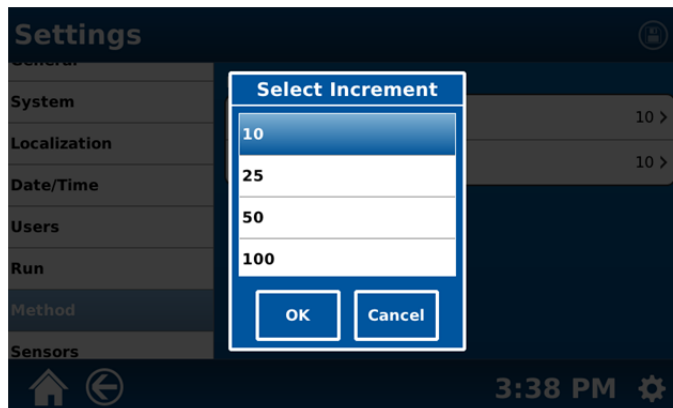 Settings
General
System
Localization
Date/Time
Users
Run
Method
Sensors
10 >
10 >
Select Increment
10
25
50
100
OK
Cancel
3:38 PM